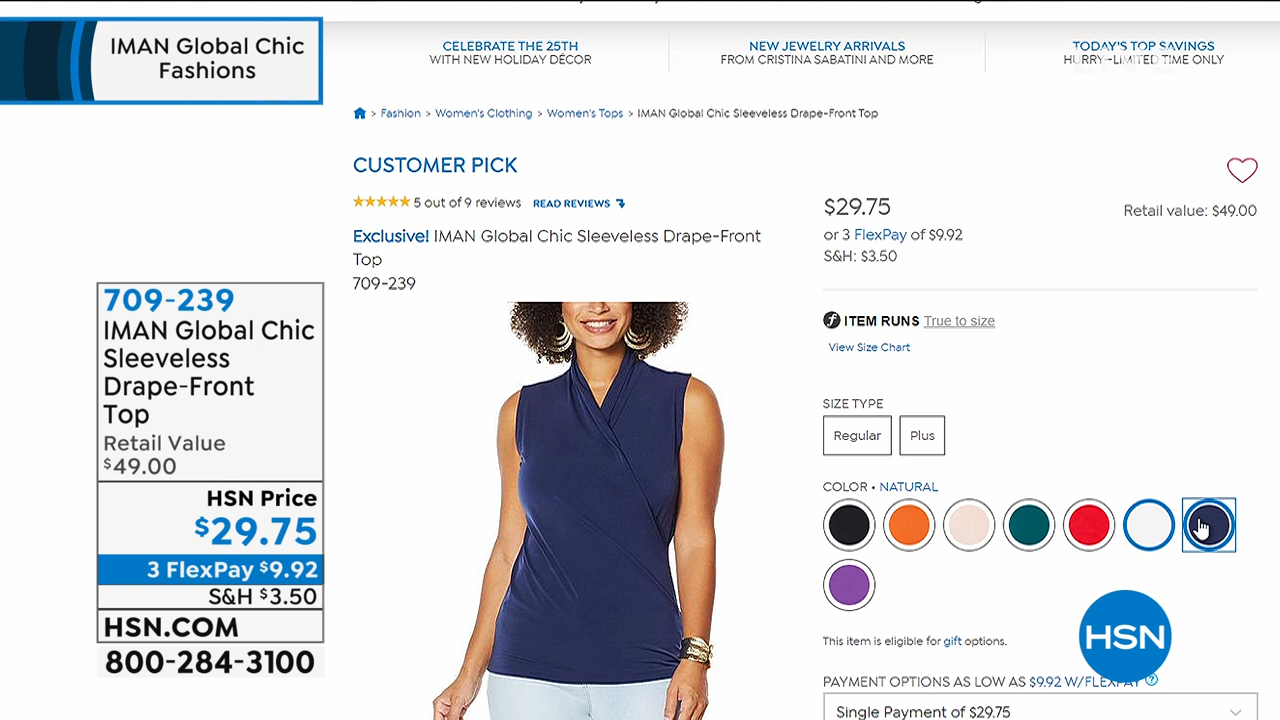 IMAN Global Chic
Fashions
CELEBRATE THE 25TH
WITH NEW HOLIDAY DÉCOR
NEW JEWELRY ARRIVALS
FROM CRISTINA SABATINI AND MORE
TODAY'S TOP SAVINGS
HURRY-LIMITED TIME ONLY
> Fashion > Women's Clothing > Women's Tops > IMAN Global Chic Sleeveless Drape-Front Top
CUSTOMER PICK
5 out of 9 reviews READ REVIEWS
Exclusive! IMAN Global Chic Sleeveless Drape-Front
Top
709-239
$29.75
Retail value: $49.00
or 3 FlexPay of $9.92
S&H: $3.50
ITEM RUNS True to size
View Size Chart
SIZE TYPE
Regular
Plus
COLOR • NATURAL
This item is eligible for gift options.
PAYMENT OPTIONS AS LOW AS $9.92 W/FLEXPAY ?
Single Payment of $29.75
709-239
IMAN Global Chic
Sleeveless
Drape-Front
Top
Retail Value
$49.00
HSN Price
$29.75
3 FlexPay $9.92
S&H $3.50
HSN.COM
800-284-3100
HSN